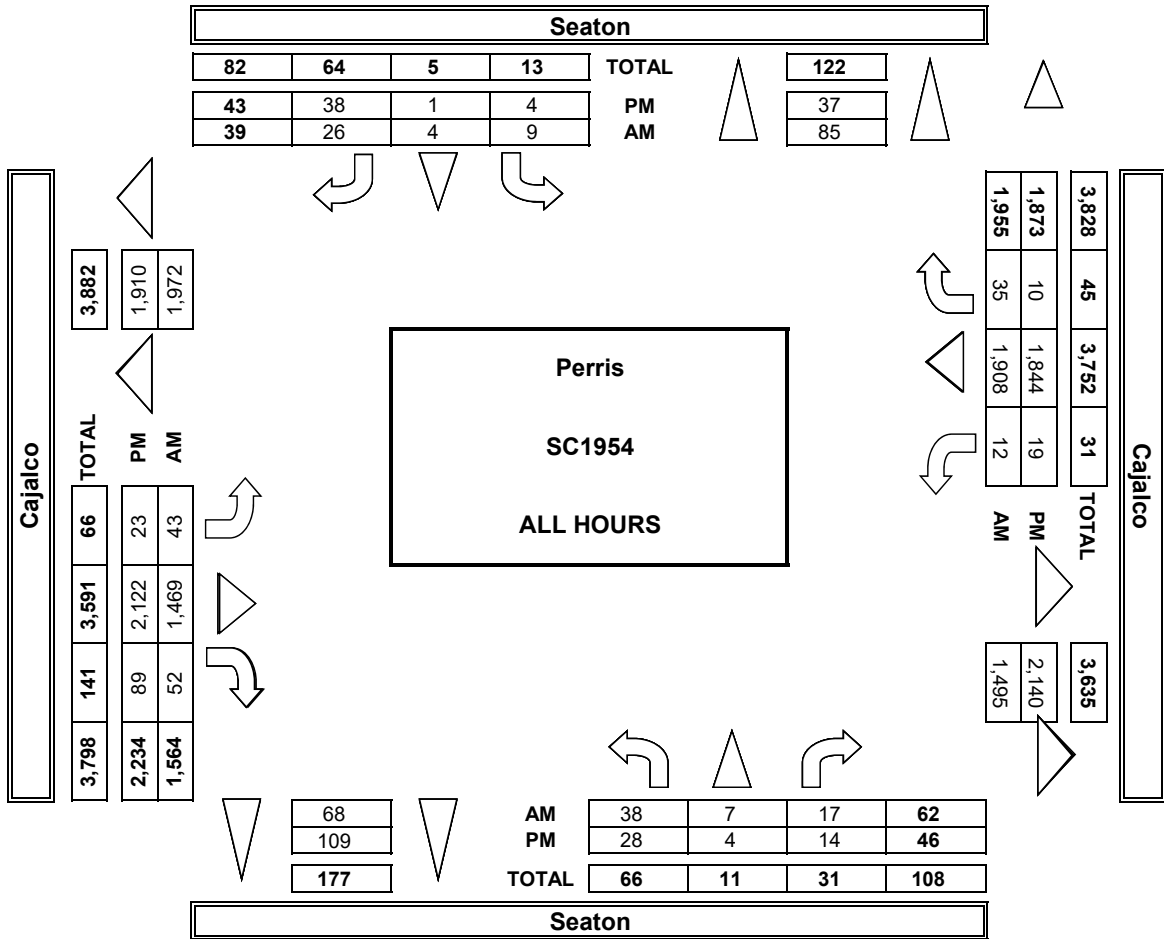 Seaton
82 64 5 13 TOTAL 122
43 38 1 4 PM 37
39 26 4 9 AM 85
Cajalco
3,882
1,910
1,972
TOTAL 66 3,591 141 3,798
PM 23 2,122 89 2,234
AM 43 1,469 52 1,564
Perris
SC1954
ALL HOURS
3,828 45 3,752 31 TOTAL
1,873 10 1,844 19 PM
1,955 35 1,908 12 AM
3,635
2,140
1,495
Cajalco
68 AM 38 7 17 62
109 PM 28 4 14 46
177 TOTAL 66 11 31 108
Seaton